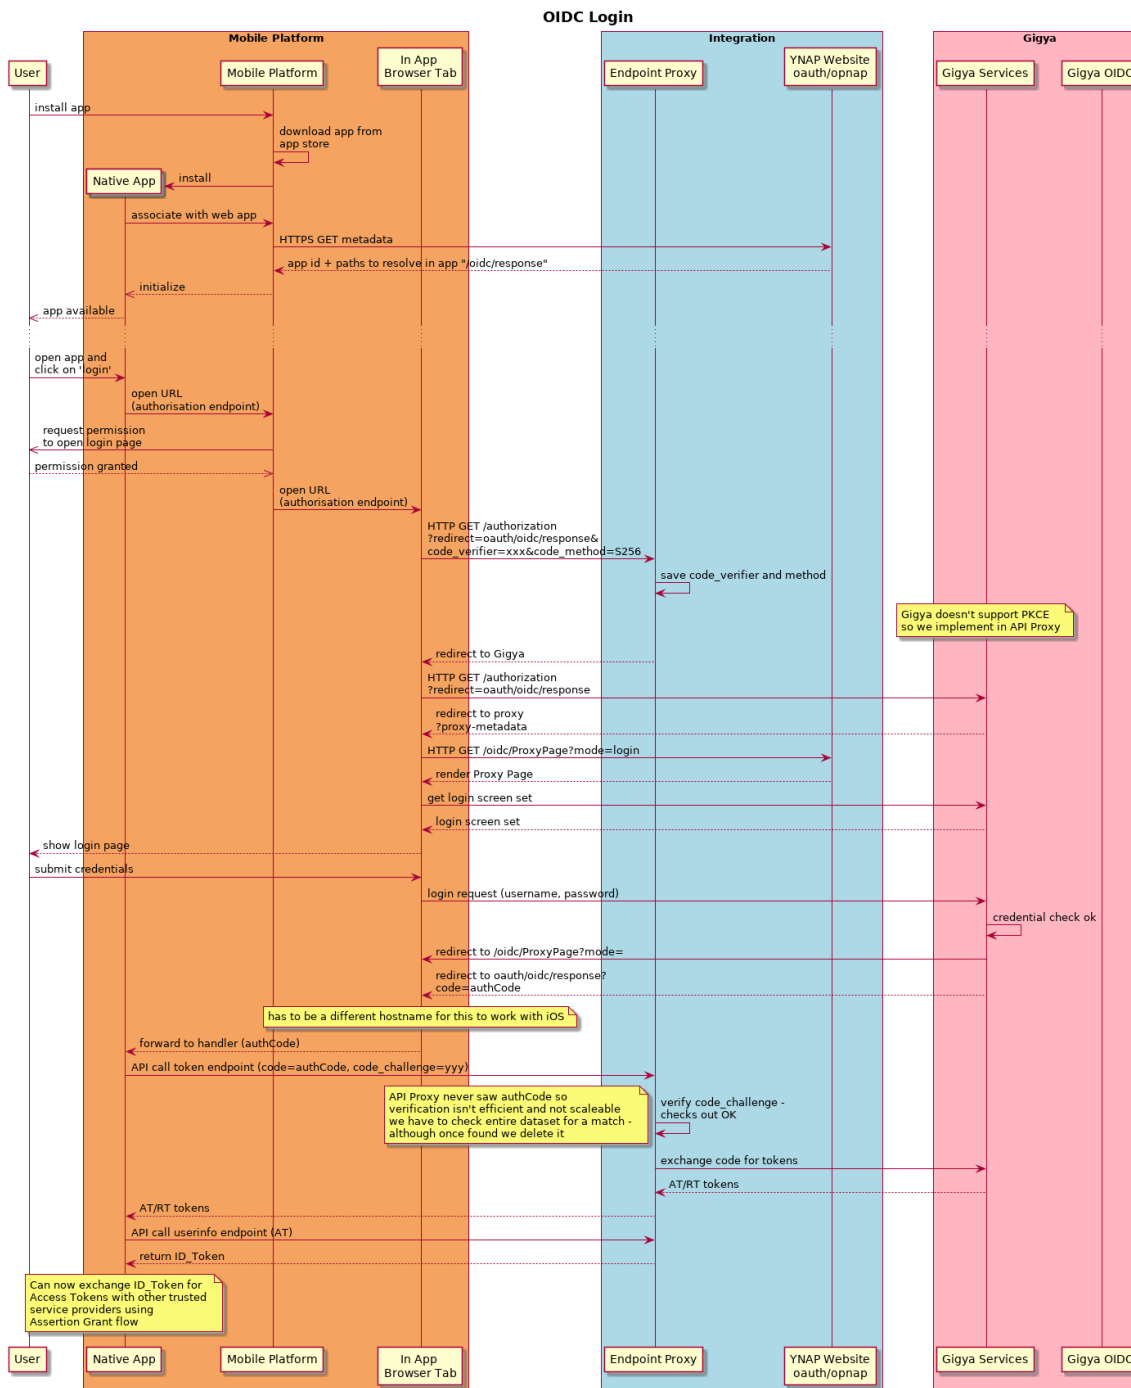 OIDC Login
Mobile Platform
Integration
Gigya
User
Mobile Platform
In App
Browser Tab
Endpoint Proxy
YNAP Website
oauth/opnap
Gigya Services
Gigya OIDC
install app
download app from
app store
Native App
install
associate with web app
HTTPS GET metadata
app id + paths to resolve in app "/oidc/response"
initialize
app available
open app and
click on 'login'
open URL
(authorisation endpoint)
request permission
to open login page
permission granted
open URL
(authorisation endpoint)
HTTP GET /authorization
?redirect=oauth/oidc/response&
code_verifier=xxx&code_method=S256
save code_verifier and method
Gigya doesn't support PKCE
so we implement in API Proxy
redirect to Gigya
HTTP GET /authorization
?redirect=oauth/oidc/response
redirect to proxy
?proxy-metadata
HTTP GET /oidc/ProxyPage?mode=login
render Proxy Page
get login screen set
login screen set
show login page
submit credentials
login request (username, password)
credential check ok
redirect to /oidc/ProxyPage?mode=
redirect to oauth/oidc/response?
code=authCode
has to be a different hostname for this to work with iOS
forward to handler (authCode)
API call token endpoint (code=authCode, code_challenge=yyy)
API Proxy never saw authCode so
verification isn't efficient and not scaleable
we have to check entire dataset for a match -
although once found we delete it
verify code_challenge -
checks out OK
exchange code for tokens
AT/RT tokens
AT/RT tokens
API call userinfo endpoint (AT)
return ID_Token
Can now exchange ID_Token for
Access Tokens with other trusted
service providers using
Assertion Grant flow
User
Native App
Mobile Platform
In App
Browser Tab
Endpoint Proxy
YNAP Website
oauth/opnap
Gigya Services
Gigya OIDC